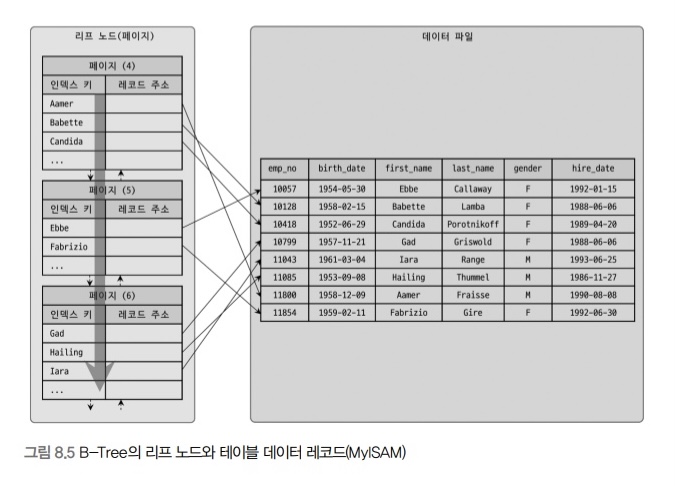 리프 노드(페이지)
페이지 (4)
인덱스 키 레코드 주소
Aamer
Babette
Candida
...
페이지 (5)
인덱스 키 레코드 주소
Ebbe
Fabrizio
...
페이지 (6)
인덱스 키 레코드 주소
Gad
Hailing
Iara
...
데이터 파일
emp_no birth_date first_name last_name gender hire_date
10057 1954-05-30 Ebbe Callaway F 1992-01-15
10128 1958-02-15 Babette Lamba F 1988-06-06
10418 1952-06-29 Candida Porotnikoff F 1989-04-20
10799 1957-11-21 Gad Griswold F 1988-06-06
11043 1961-03-04 Iara Range M 1993-06-25
11085 1953-09-08 Hailing Thummel M 1986-11-27
11800 1958-12-09 Aamer Fraisse M 1990-08-08
11854 1959-02-11 Fabrizio Gire F 1992-06-30
그림 8.5 B-Tree의 리프 노드와 테이블 데이터 레코드(MyISAM)